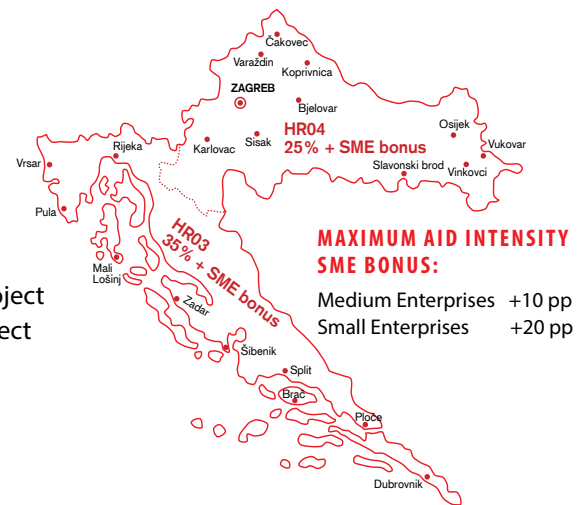 Čakovec
Varaždin
Koprivnica
ZAGREB
Bjelovar
HR04
25% + SME bonus
Osijek
Vukovar
Rijeka
Karlovac
Sisak
Vrsar
Slavonski brod
Vinkovci
Pula
HR03
35% + SME bonus
MAXIMUM AID INTENSITY
SME BONUS:
Mali
Lošinj
oject
Medium Enterprises +10 pp
Zadar
ect
Small Enterprises +20 pp
Šibenik
Split
Brač
Ploče
Dubrovnik